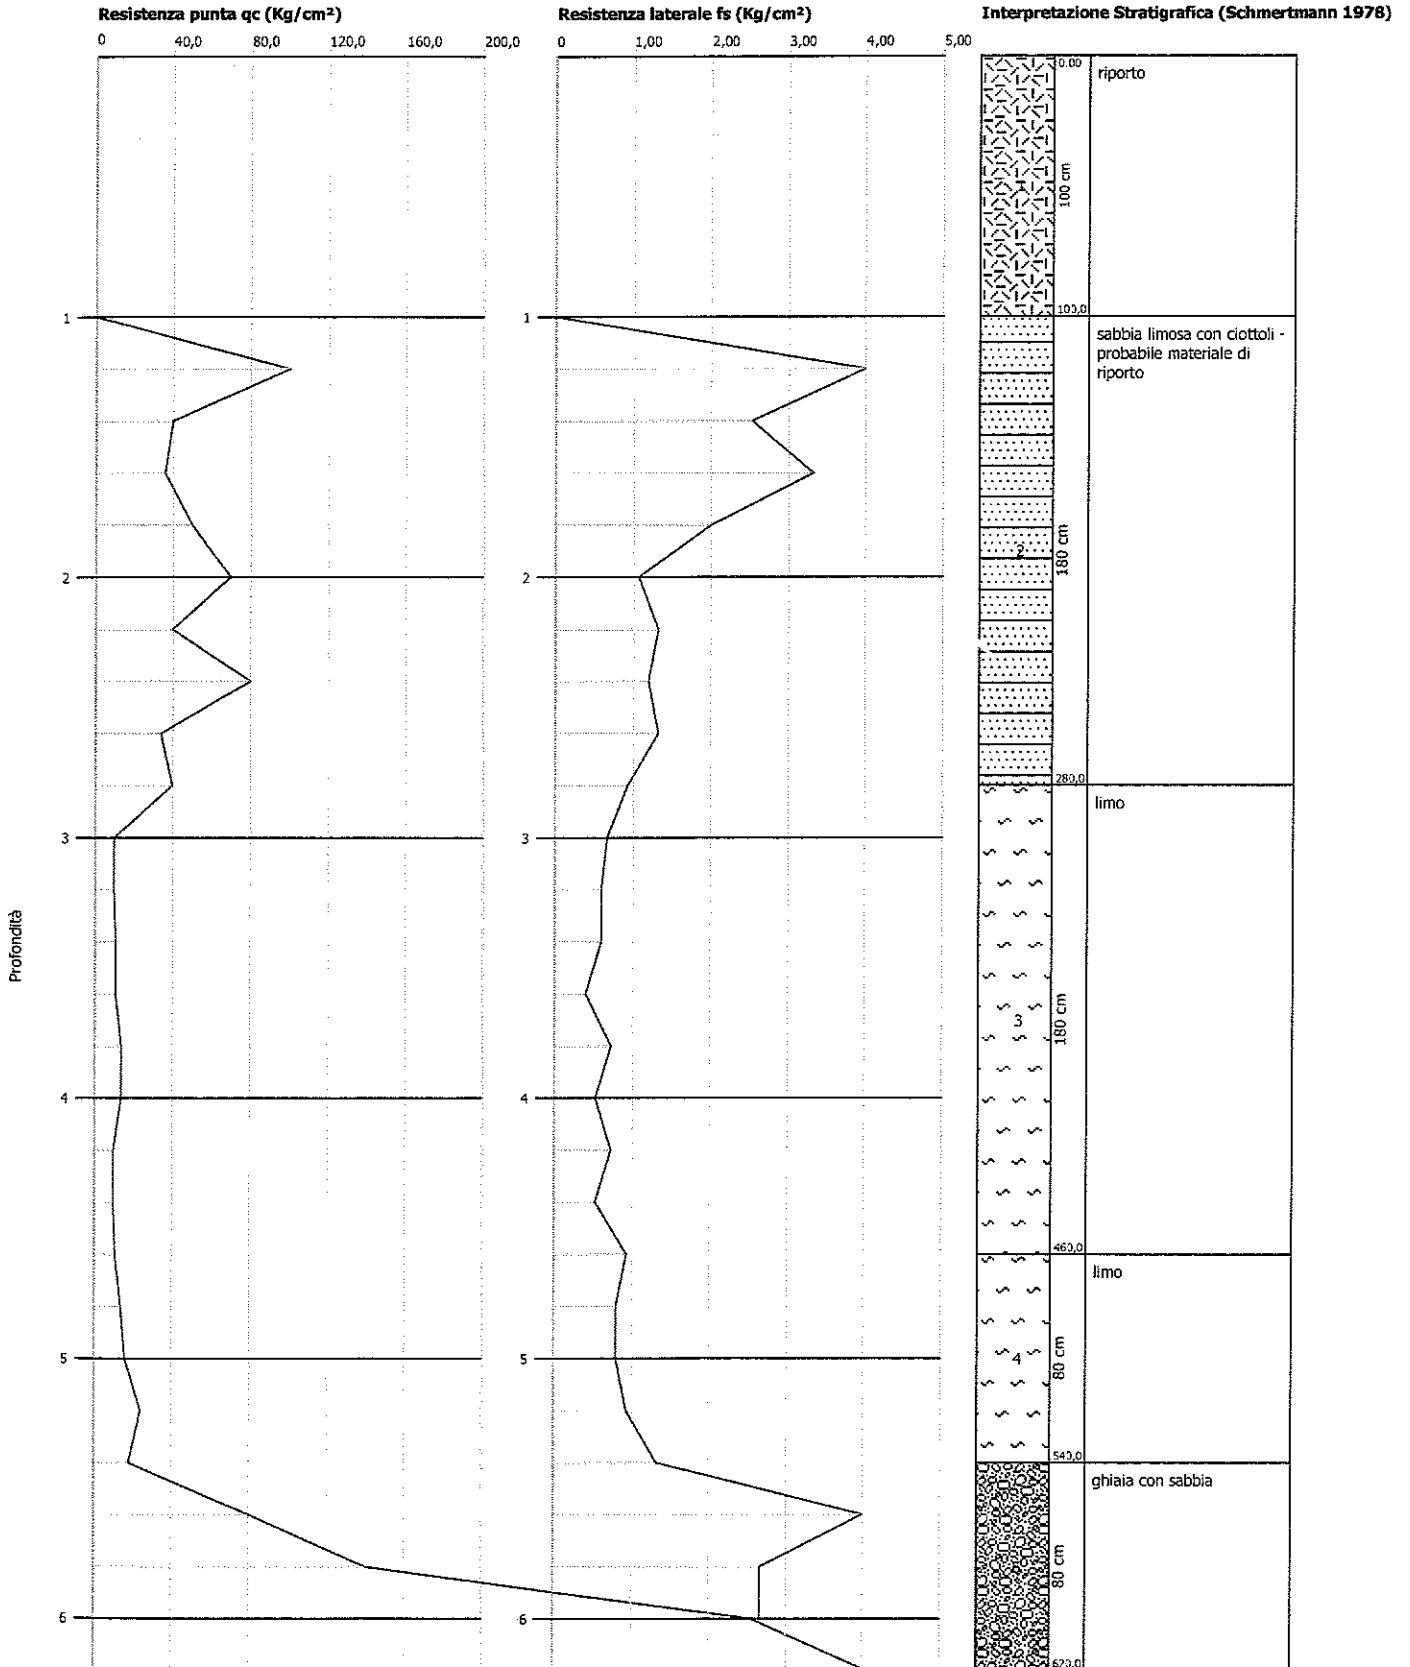 Resistenza punta qc (Kg/cm²)
Resistenza laterale fs (Kg/cm²)
Interpretazione Stratigrafica (Schmertmann 1978)
0 40,0 80,0 120,0 160,0 200,0
0 1,00 2,00 3,00 4,00 5,00
0.00
riporto
100 cm
1
1
100,0
sabbia limosa con ciottoli -
probabile materiale di
riporto
2
180 cm
2
2
280,0
limo
3
3
Profondità
3
180 cm
4
4
460,0
limo
4
80 cm
5
5
540,0
ghiaia con sabbia
80 cm
6
6
620,0